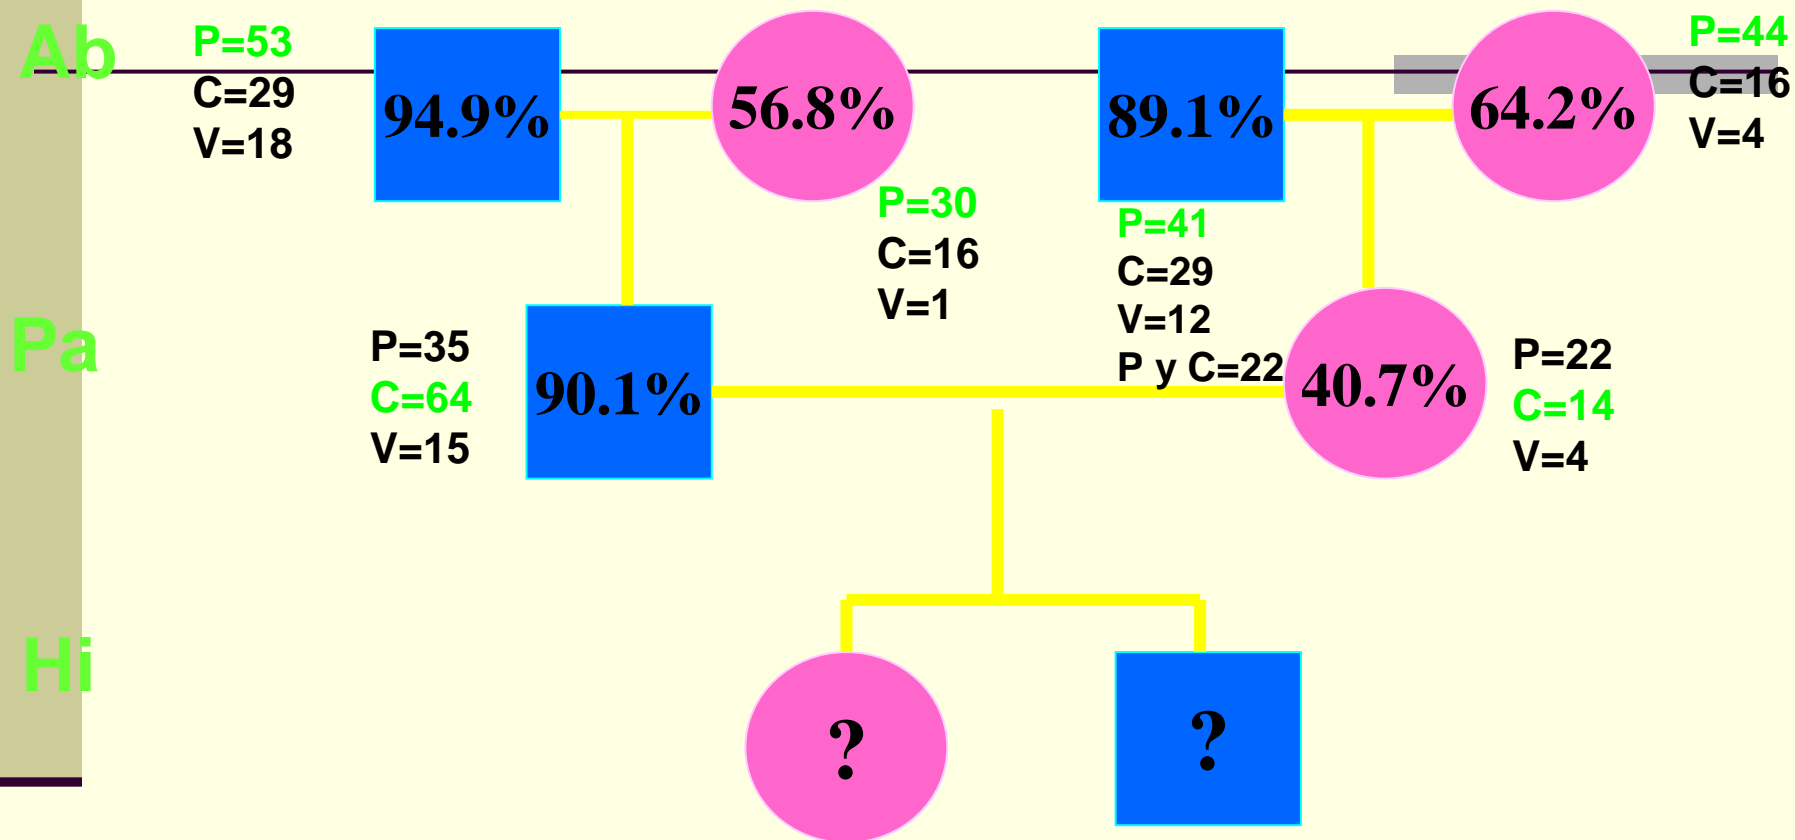 Ab
P=53
C=29
V=18
94.9%
56.8%
P=30
C=16
V=1
89.1%
P=41
C=29
V=12
P y C=22
64.2%
P=44
C=16
V=4
Pa
P=35
C=64
V=15
90.1%
40.7%
P=22
C=14
V=4
Hi
?
?